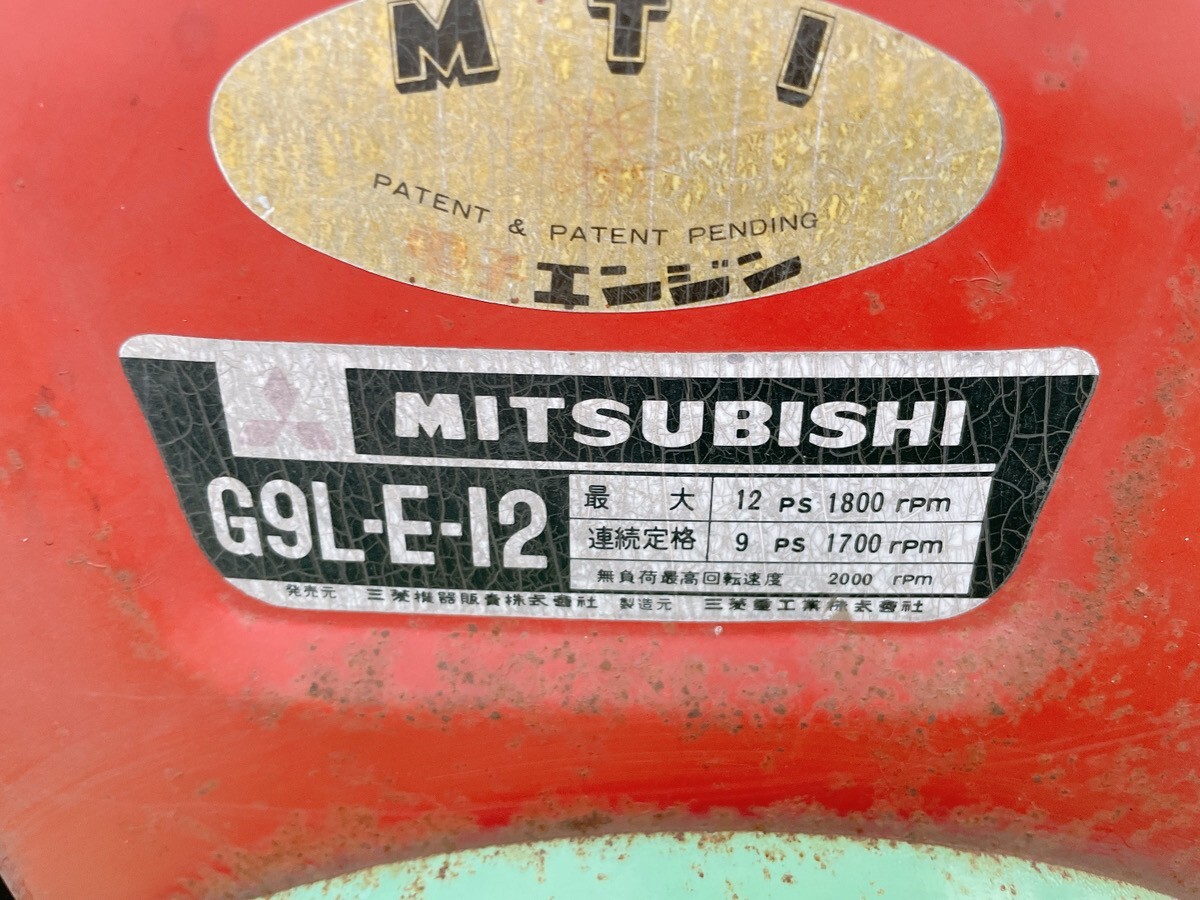 MTI
PATENT & PATENT PENDING
電子エンジン
MITSUBISHI
G9L-E-12
最大 12 PS 1800 rpm
連続定格 9 PS 1700 rpm
無負荷最高回転速度 2000 rpm
発売元 三菱機器販賣株式會社 製造元 三菱重工業株式會社